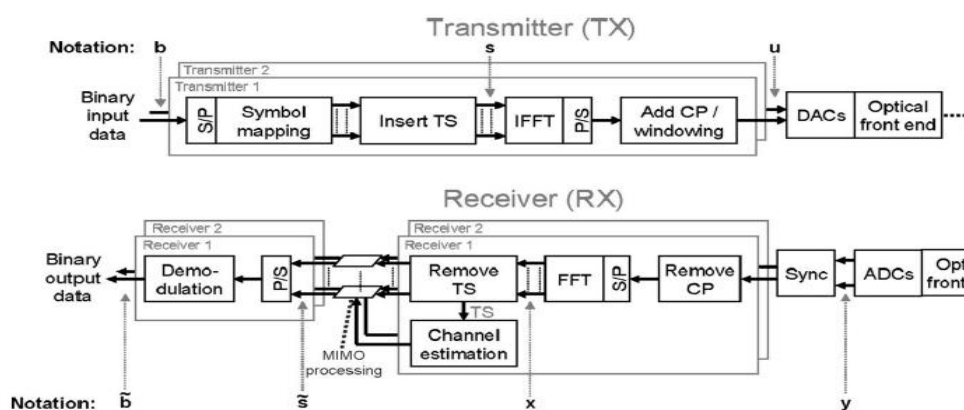 Transmitter (TX)
Notation: b s u
Transmitter 2
Transmitter 1
Binary
input
data
S/P
Symbol
mapping
Insert TS
IFFT
P/S
Add CP /
windowing
DACs
Optical
front end
Receiver (RX)
Receiver 2
Receiver 1
Binary
output
data
Demo-
dulation
P/S
MIMO
processing
Receiver 2
Receiver 1
Remove
TS
TS
Channel
estimation
FFT
S/P
Remove
CP
Sync
ADCs
Opt
front
Notation: b̃ s̃ x y